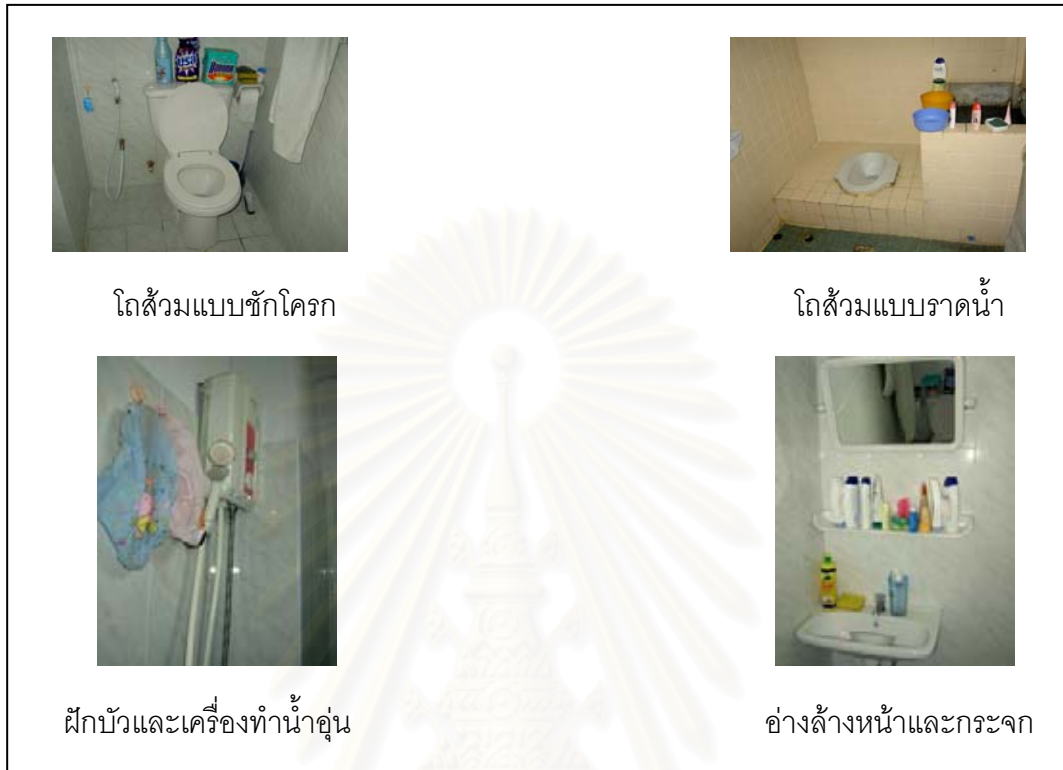 โถส้วมแบบชักโครก
โถส้วมแบบราดน้ำ
ฝักบัวและเครื่องทำน้ำอุ่น
อ่างล้างหน้าและกระจก